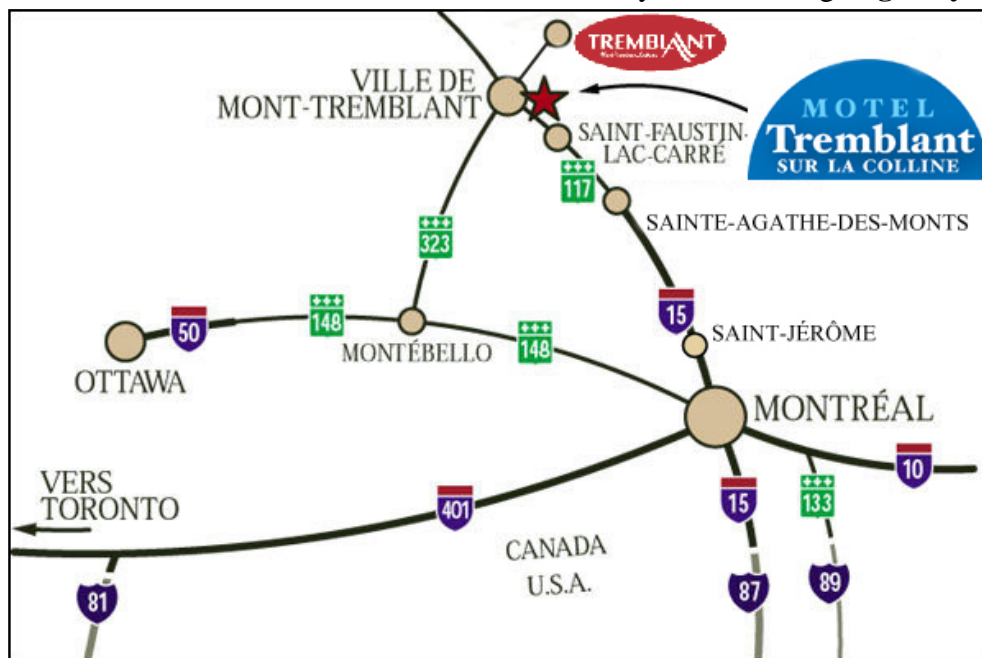 TREMBLANT
VILLE DE
MONT-TREMBLANT
MOTEL
Tremblant
SUR LA COLLINE
SAINT-FAUSTIN-
LAC-CARRÉ
117
SAINTE-AGATHE-DES-MONTS
323
15
50
148
148
SAINT-JÉRÔME
MONTÉBELLO
OTTAWA
MONTRÉAL
10
VERS
TORONTO
401
15
133
CANADA
U.S.A.
81
87
89